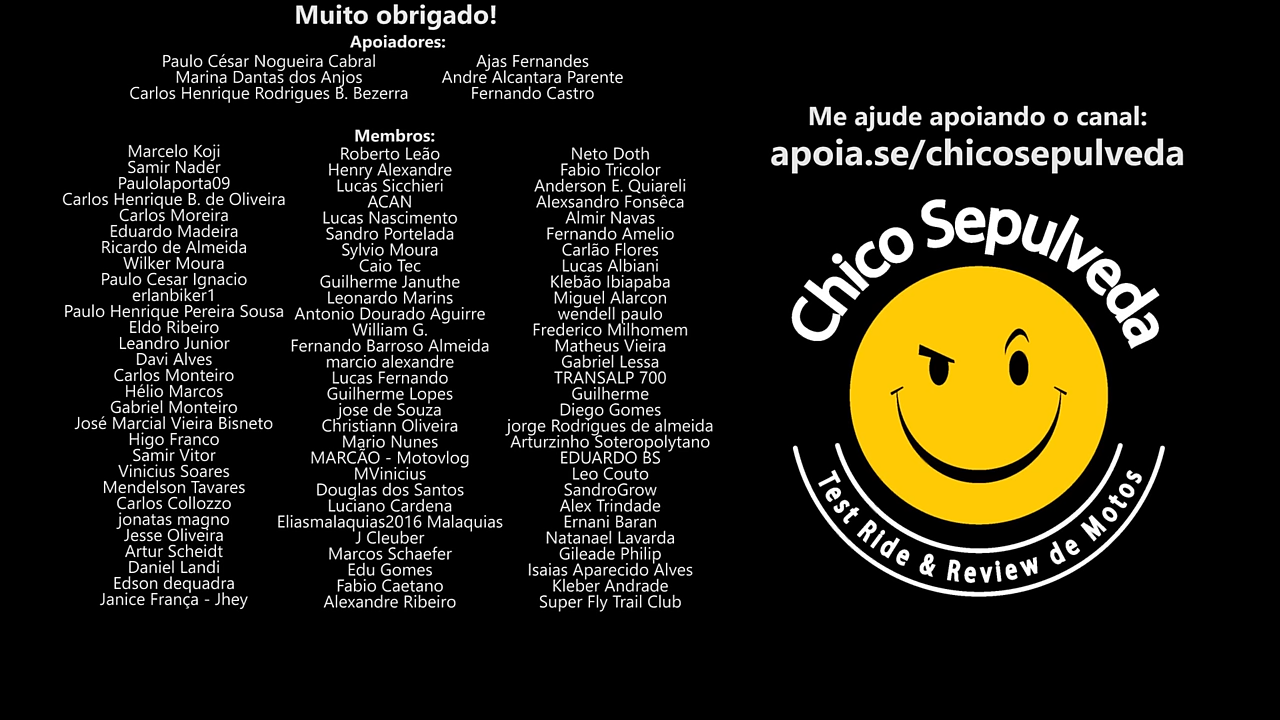 Muito obrigado!
Apoiadores:
Paulo César Nogueira Cabral
Marina Dantas dos Anjos
Carlos Henrique Rodrigues B. Bezerra
Ajas Fernandes
Andre Alcantara Parente
Fernando Castro
Membros:
Marcelo Koji
Samir Nader
Paulolaporta09
Carlos Henrique B. de Oliveira
Carlos Moreira
Eduardo Madeira
Ricardo de Almeida
Wilker Moura
Paulo Cesar Ignacio
erlanbiker1
Paulo Henrique Pereira Sousa
Eldo Ribeiro
Leandro Junior
Davi Alves
Carlos Monteiro
Hélio Marcos
Gabriel Monteiro
José Marcial Vieira Bisneto
Higo Franco
Samir Vitor
Vinicius Soares
Mendelson Tavares
Carlos Collozzo
jonatas magno
Jesse Oliveira
Artur Scheidt
Daniel Landi
Edson dequadra
Janice França - Jhey
Roberto Leão
Henry Alexandre
Lucas Sicchieri
ACAN
Lucas Nascimento
Sandro Portelada
Sylvio Moura
Caio Tec
Guilherme Januthe
Leonardo Marins
Antonio Dourado Aguirre
William G.
Fernando Barroso Almeida
marcio alexandre
Lucas Fernando
Guilherme Lopes
jose de Souza
Christiann Oliveira
Mario Nunes
MARCÃO - Motovlog
MVinicius
Douglas dos Santos
Luciano Cardena
Eliasmalaquias2016 Malaquias
J Cleuber
Marcos Schaefer
Edu Gomes
Fabio Caetano
Alexandre Ribeiro
Neto Doth
Fabio Tricolor
Anderson E. Quiareli
Alexsandro Fonsêca
Almir Navas
Fernando Amelio
Carlão Flores
Lucas Albiani
Klebão Ibiapaba
Miguel Alarcon
wendell paulo
Frederico Milhomem
Matheus Vieira
Gabriel Lessa
TRANSALP 700
Guilherme
Diego Gomes
jorge Rodrigues de almeida
Arturzinho Soteropolytano
EDUARDO BS
Leo Couto
SandroGrow
Alex Trindade
Ernani Baran
Natanael Lavarda
Gileade Philip
Isaias Aparecido Alves
Kleber Andrade
Super Fly Trail Club
Me ajude apoiando o canal:
apoia.se/chicosepulveda
Chico Sepulveda
Test Ride & Review de Motos